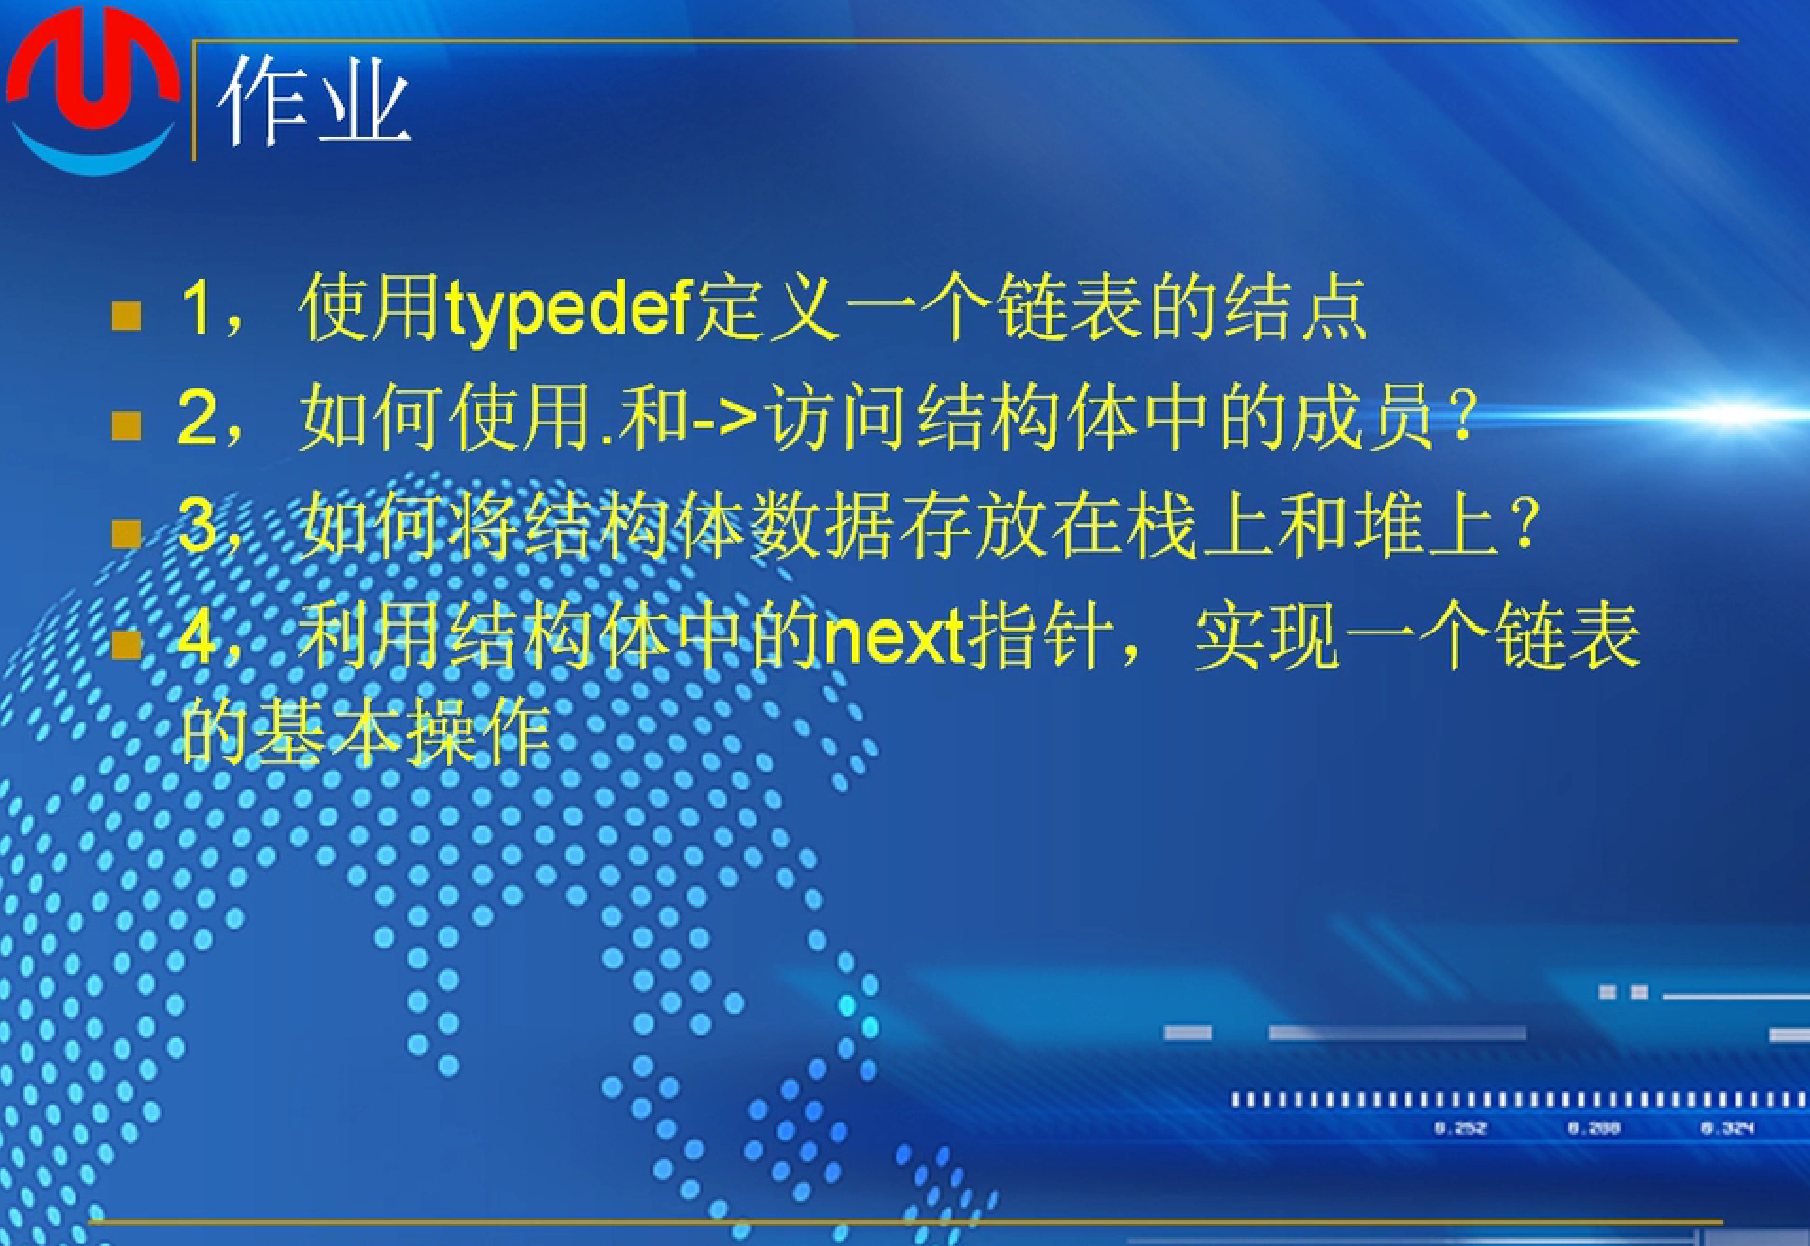 作业
1，使用typedef定义一个链表的结点
2，如何使用.和->访问结构体中的成员？
3，如何将结构体数据存放在栈上和堆上？
4，利用结构体中的next指针，实现一个链表
的基本操作
0.252 0.288 0.324